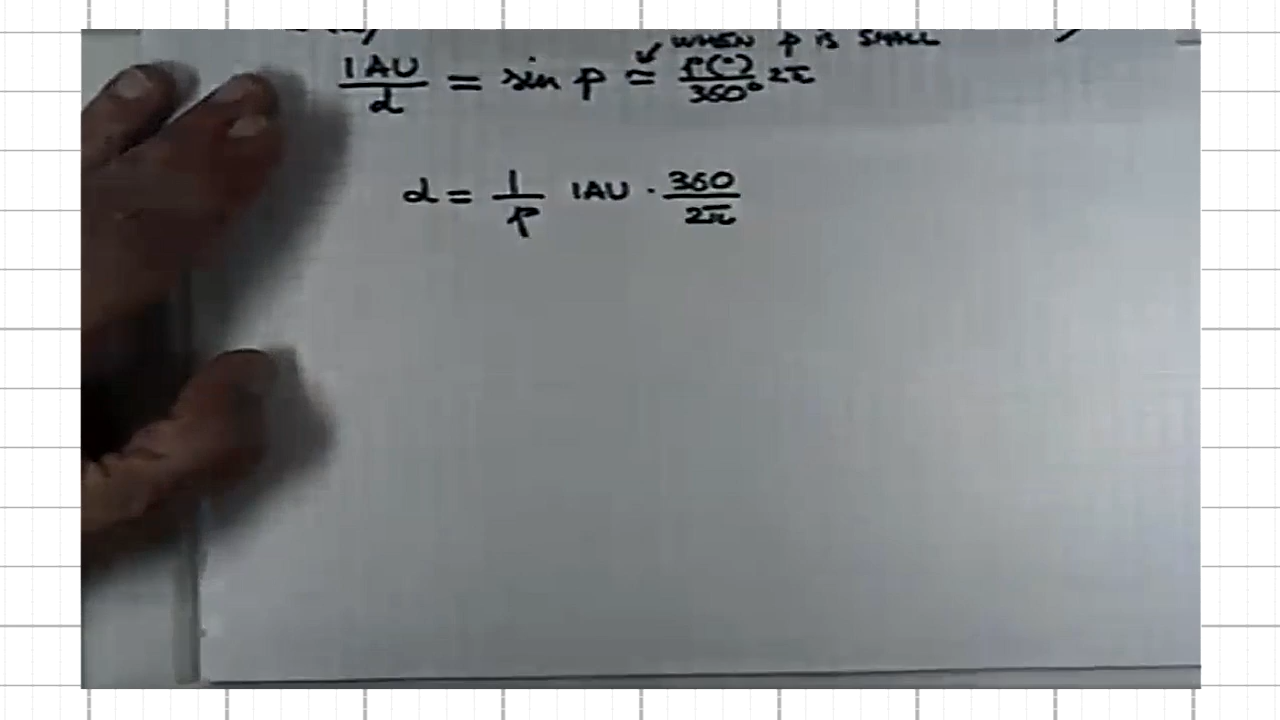 WHEN p IS SMALL
1AU/d = sin p ≃ p(°)/360° 2π
d = 1/p 1AU · 360/2π